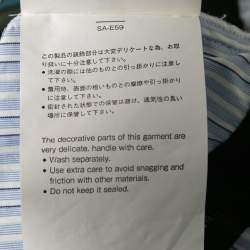 SA-E59
この製品の装飾部分は大変デリケートな為、お取
り扱いに十分注意して下さい。
• 洗濯の際には他のものとの引っ掛かりに注意し
て下さい。
• 着用時、表面の粗いものとの摩擦や引っ掛かり
に注意して下さい。
• 密封された状態での保管は避け、通気性の良い
場所に保管して下さい。
The decorative parts of this garment are
very delicate, handle with care.
• Wash separately.
• Use extra care to avoid snagging and
friction with other materials.
• Do not keep it sealed.